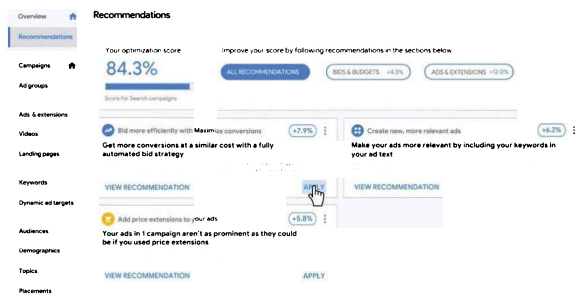 Overview
Recommendations
Recommendations
Your optimization score
Improve your score by following recommendations in the sections below
84.3%
ALL RECOMMENDATIONS
BIDS & BUDGETS +4.3%
ADS & EXTENSIONS +12.0%
Score for Search campaigns
Campaigns
Ad groups
Ads & extensions
Videos
Landing pages
Keywords
Dynamic ad targets
Audiences
Demographics
Topics
Placements
Bid more efficiently with Maximize conversions
+7.9%
Get more conversions at a similar cost with a fully
automated bid strategy
VIEW RECOMMENDATION
APPLY
Create new, more relevant ads
+6.2%
Make your ads more relevant by including your keywords in
your ad text
VIEW RECOMMENDATION
Add price extensions to your ads
+5.8%
Your ads in 1 campaign aren't as prominent as they could
be if you used price extensions
VIEW RECOMMENDATION
APPLY